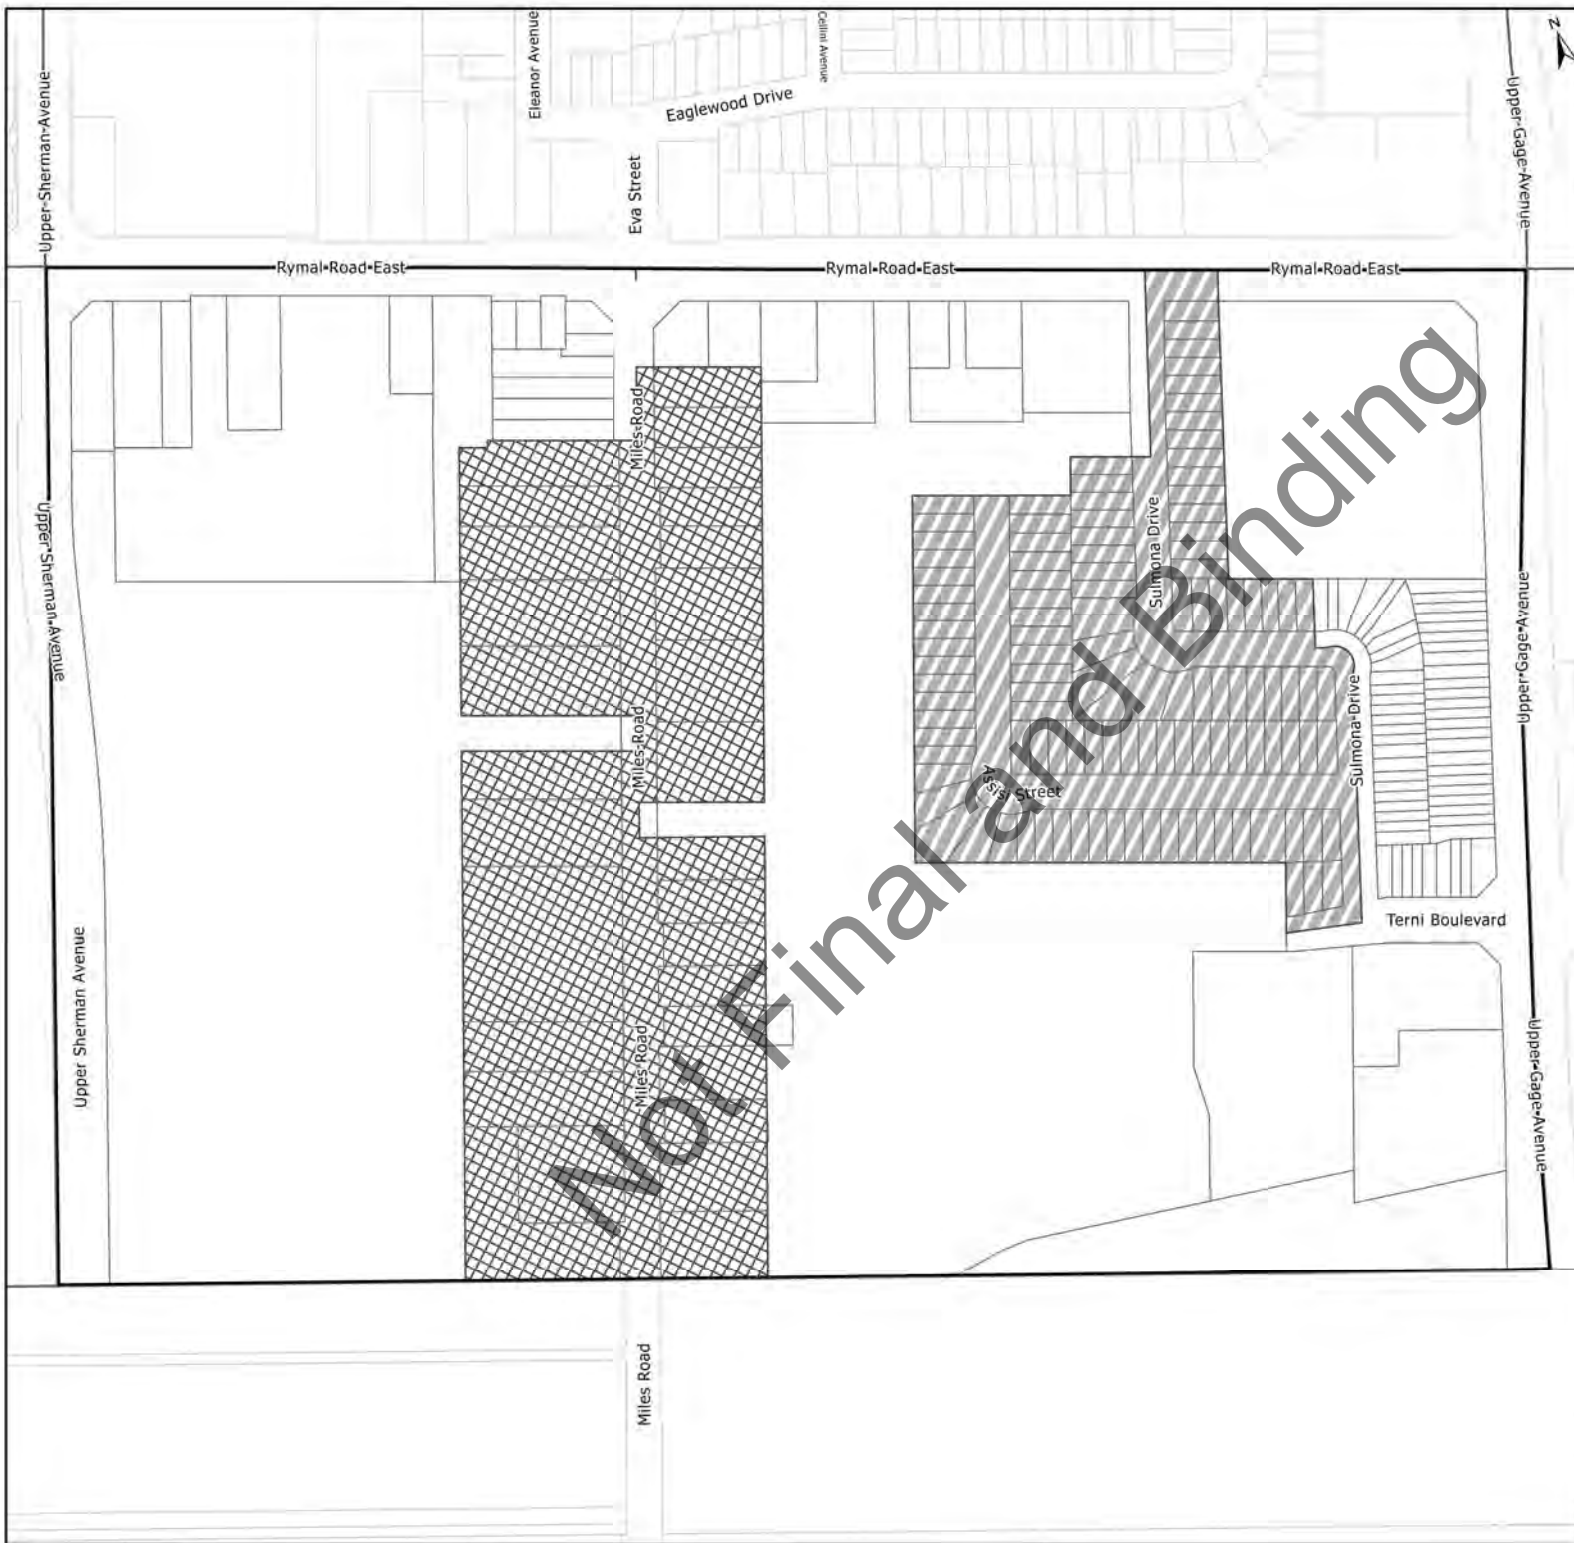 Eleanor Avenue
Cellini Avenue
Z
Upper-Sherman-Avenue
Eaglewood Drive
Upper-Gage-Avenue
Eva Street
Rymal-Road-East
Rymal-Road-East
Rymal-Road-East
Miles-Road
Sulmona Drive
Upper-Sherman-Avenue
Upper-Gage-Avenue
Sulmona-Drive
Miles-Road
Assisi Street
Terni Boulevard
Upper Sherman Avenue
Miles-Road
Upper-Gage-Avenue
Miles Road
Not Final and Binding